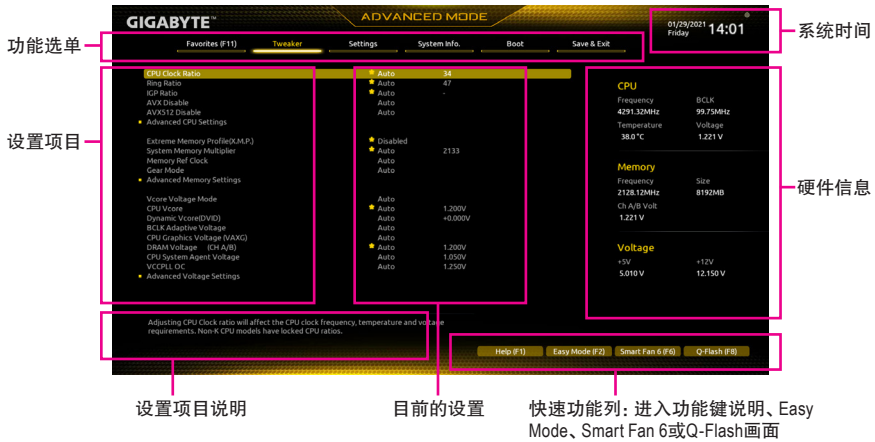 GIGABYTE™
ADVANCED MODE
01/29/2021 Friday 14:01
系统时间
功能选单
Favorites (F11) Tweaker Settings System Info. Boot Save & Exit
设置项目
CPU Clock Ratio Auto 34
Ring Ratio Auto 47
IGP Ratio Auto -
AVX Disable Auto
AVX512 Disable Auto
Advanced CPU Settings
Extreme Memory Profile(X.M.P.) Disabled
System Memory Multiplier Auto 2133
Memory Ref Clock Auto
Gear Mode Auto
Advanced Memory Settings
Vcore Voltage Mode Auto
CPU Vcore Auto 1.200V
Dynamic Vcore(DVID) Auto +0.000V
BCLK Adaptive Voltage Auto
CPU Graphics Voltage (VAXG) Auto
DRAM Voltage (CH A/B) Auto 1.200V
CPU System Agent Voltage Auto 1.050V
VCCPLL OC Auto 1.250V
Advanced Voltage Settings
CPU
Frequency BCLK
4291.32MHz 99.75MHz
Temperature Voltage
38.0 °C 1.221 V
Memory
Frequency Size
2128.12MHz 8192MB
Ch A/B Volt
1.221 V
Voltage
+5V +12V
5.010 V 12.150 V
硬件信息
Adjusting CPU Clock ratio will affect the CPU clock frequency, temperature and voltage
requirements. Non-K CPU models have locked CPU ratios.
Help (F1) Easy Mode (F2) Smart Fan 6 (F6) Q-Flash (F8)
设置项目说明
目前的设置
快速功能列：进入功能键说明、Easy
Mode、Smart Fan 6或Q-Flash画面